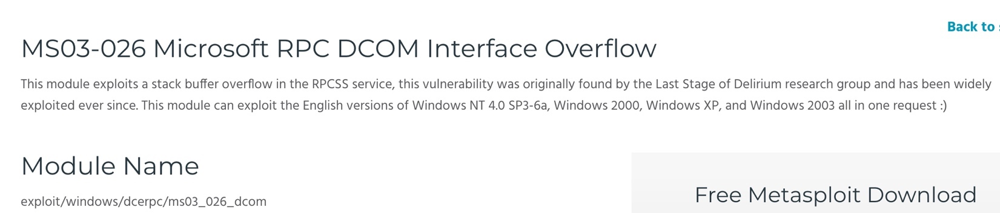 Back to
MS03-026 Microsoft RPC DCOM Interface Overflow
This module exploits a stack buffer overflow in the RPCSS service, this vulnerability was originally found by the Last Stage of Delirium research group and has been widely
exploited ever since. This module can exploit the English versions of Windows NT 4.0 SP3-6a, Windows 2000, Windows XP, and Windows 2003 all in one request :)
Module Name
Free Metasploit Download
exploit/windows/dcerpc/ms03_026_dcom